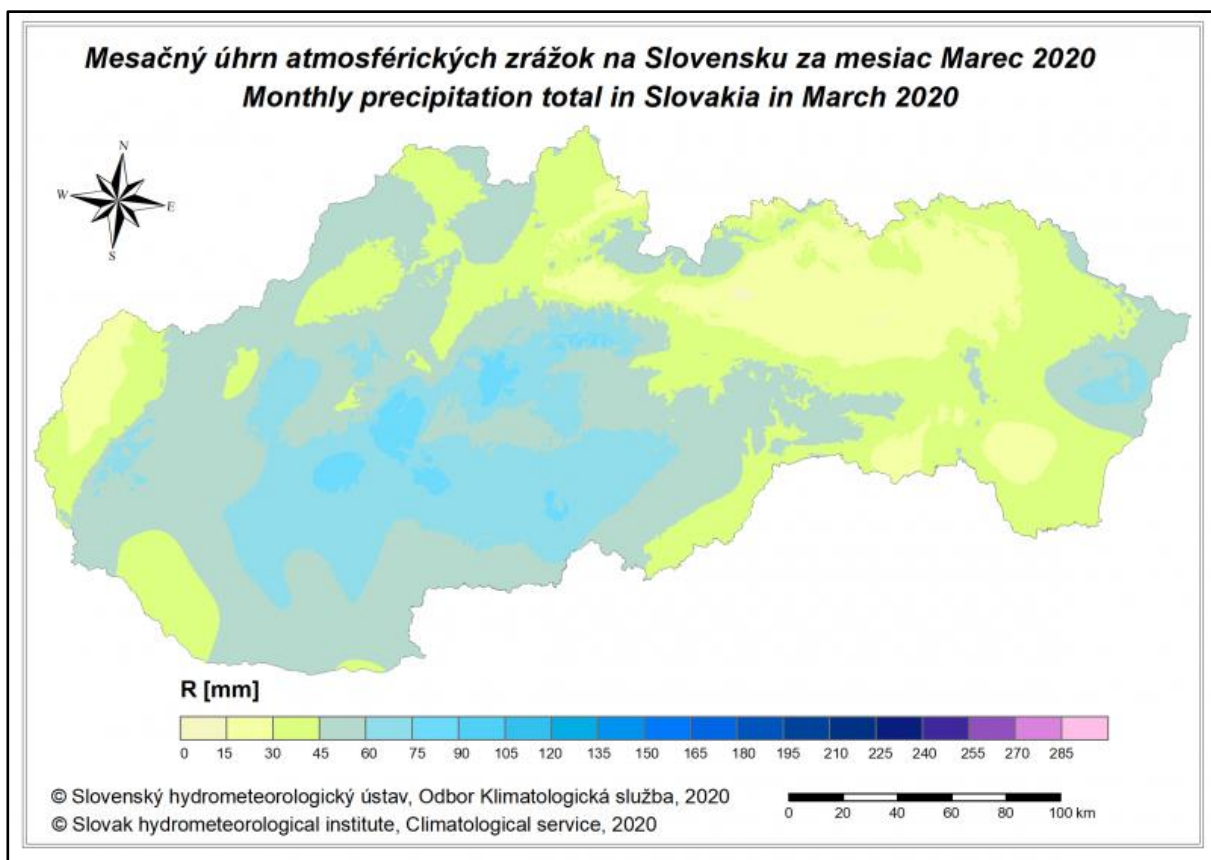 Mesačný úhrn atmosférických zrážok na Slovensku za mesiac Marec 2020
Monthly precipitation total in Slovakia in March 2020
N
W E
S
R [mm]
0 15 30 45 60 75 90 105 120 135 150 165 180 195 210 225 240 255 270 285
© Slovenský hydrometeorologický ústav, Odbor Klimatologická služba, 2020
© Slovak hydrometeorological institute, Climatological service, 2020
0 20 40 60 80 100 km